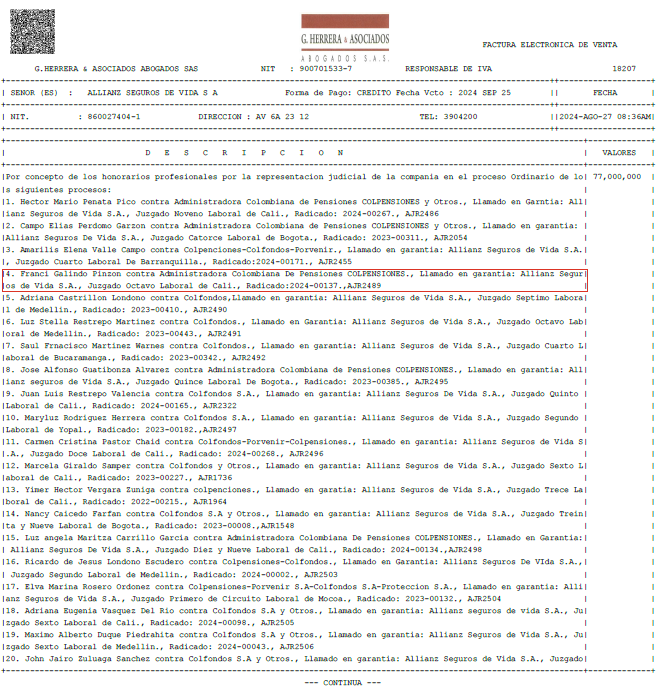 G. HERRERA & ASOCIADOS
ABOGADOS S.A.S.
FACTURA ELECTRONICA DE VENTA
G.HERRERA & ASOCIADOS ABOGADOS SAS NIT : 900701533-7 RESPONSABLE DE IVA 18207
SENOR (ES) : ALLIANZ SEGUROS DE VIDA S A Forma de Pago: CREDITO Fecha Vcto : 2024 SEP 25 || FECHA
NIT. : 860027404-1 DIRECCION : AV 6A 23 12 TEL: 3904200 ||2024-AGO-27 08:36AM|
| D E S C R I P C I O N | VALORES
|Por concepto de los honorarios profesionales por la representacion judicial de la compania en el proceso Ordinario de lo| 77,000,000
|s siguientes procesos:
|1. Hector Mario Penata Pico contra Administradora Colombiana de Pensiones COLPENSIONES y Otros., Llamado en Garntia: All|
|ianz Seguros de Vida S.A., Juzgado Noveno Laboral de Cali., Radicado: 2024-00267., AJR2486
|2. Campo Elias Perdomo Garzon contra Administradora Colombiana de Pensiones COLPENSIONES y Otros., Llamado en garantia: |
|Allianz Seguros De Vida S.A., Juzgado Catorce Laboral de Bogota., Radicado: 2023-00311., AJR2054
|3. Amarilis Elena Valle Campo contra Colpenciones-Colfondos-Porvenir., Llamado en Garantia: Allianz Seguros de Vida S.A.|
|, Juzgado Cuarto Laboral De Barranquilla., Radicado:2024-00171., AJR2455
|4. Franci Galindo Pinzon contra Administradora Colombiana De Pensiones COLPENSIONES., Llamado en garantia: Allianz Segur|
|os de Vida S.A., Juzgado Octavo Laboral de Cali., Radicado:2024-00137.,AJR2489
|5. Adriana Castrillon Londono contra Colfondos,Llamado en garantia: Allianz Seguros de Vida S.A., Juzgado Septimo Labora|
|l de Medellin., Radicado: 2023-00410., AJR2490
|6. Luz Stella Restrepo Martinez contra Colfondos., Llamado en Garantia: Allianz Seguros de Vida S.A., Juzgado Octavo Lab|
|oral de Medellin., Radicado: 2023-00443., AJR2491
|7. Saul Frnacisco Martinez Warnes contra Colfondos., Llamado en garantia: Allianz Seguros de Vida S.A., Juzgado Cuarto L|
|aboral de Bucaramanga., Radicado: 2023-00342., AJR2492
|8. Jose Alfonso Guatibonza Alvarez contra Administradora Colombiana de Pensiones COLPENSIONES., Llamado en garantia: All|
|ianz seguros de Vida S.A., Juzgado Quince Laboral De Bogota., Radicado: 2023-00385., AJR2495
|9. Juan Luis Restrepo Valencia contra Colfondos S.A., Llamado en garantia: Allianz Seguros De Vida S.A., Juzgado Quinto |
|Laboral de Cali., Radicado: 2024-00165., AJR2322
|10. Maryluz Rodriguez Herrera contra Colfondos S.A., Llamado en garantia: Allianz Seguros de Vida S.A., Juzgado Segundo |
|Laboral de Yopal., Radicado: 2023-00182.,AJR2497
|11. Carmen Cristina Pastor Chaid contra Colfondos-Porvenir-Colpensiones., Llamado en garantia: Allianz Seguros de Vida S|
|.A., Juzgado Doce Laboral de Cali., Radicado: 2024-00268., AJR2496
|12. Marcela Giraldo Samper contra Colfondos y Otros., Llamado en garantia: Allianz Seguros de Vida S.A., Juzgado Sexto L|
|aboral de Cali., Radicado: 2023-00227., AJR1736
|13. Yimer Hector Vergara Zuniga contra colpenciones., Llamado en garantia: Allianz Seguros de Vida S.A., Juzgado Trece La|
|boral de Cali., Radicado: 2022-00215., AJR1964
|14. Nancy Caicedo Farfan contra Colfondos S.A y Otros., Llamado en garantia: Allianz Seguros de Vida S.A., Juzgado Trein|
|ta y Nueve Laboral de Bogota., Radicado: 2023-00008.,AJR1548
|15. Luz angela Maritza Carrillo Garcia contra Administradora Colombiana De Pensiones COLPENSIONES., Llamado en Garantia:|
| Allianz Seguros De Vida S.A., Juzgado Diez y Nueve Laboral de Cali., Radicado: 2024-00134.,AJR2498
|16. Ricardo de Jesus Londono Escudero contra Colpensiones-Colfondos., Llamado en Garantia: Allianz Seguros De VIda S.A.,|
| Juzgado Segundo Laboral de Medellin., Radicado: 2024-00002., AJR2503
|17. Elva Marina Rosero Ordonez contra Colpensiones-Porvenir S.A-Colfondos S.A-Proteccion S.A., Llamado en garantia: Alli|
|anz Seguros de Vida S.A., Juzgado Primero de Circuito Laboral de Mocoa., Radicado: 2023-00132., AJR2504
|18. Adriana Eugenia Vasquez Del Rio contra Colfondos S.A y Otros., Llamado en garantia: Allianz seguros de vida S.A., Ju|
|zgado Sexto Laboral de Cali., Radicado: 2024-00098., AJR2505
|19. Maximo Alberto Duque Piedrahita contra Colfondos S.A y Otros., Llamado en garantia: Allianz Seguros de Vida S.A., Ju|
|zgado Sexto Laboral de Medellin., Radicado: 2024-00043., AJR2506
|20. John Jairo Zuluaga Sanchez contra Colfondos S.A y Otros., Llamado en garantia: Allianz Seguros de Vida S.A., Juzgado|
--- CONTINUA ---